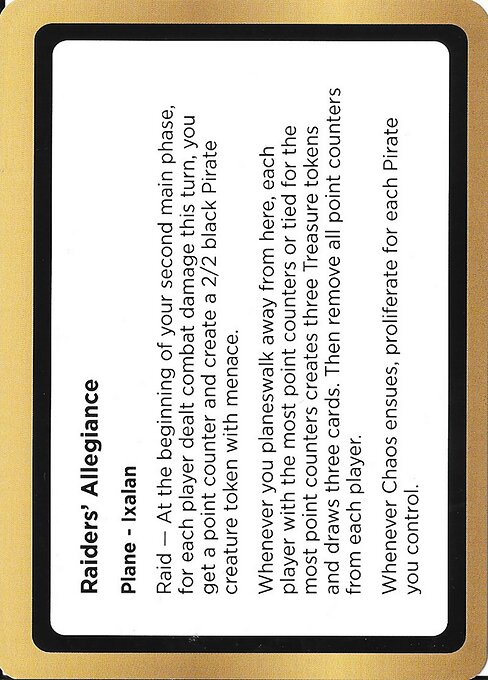 Raiders' Allegiance
Plane - Ixalan
Raid — At the beginning of your second main phase,
for each player dealt combat damage this turn, you
get a point counter and create a 2/2 black Pirate
creature token with menace.
Whenever you planeswalk away from here, each
player with the most point counters or tied for the
most point counters creates three Treasure tokens
and draws three cards. Then remove all point counters
from each player.
Whenever Chaos ensues, proliferate for each Pirate
you control.